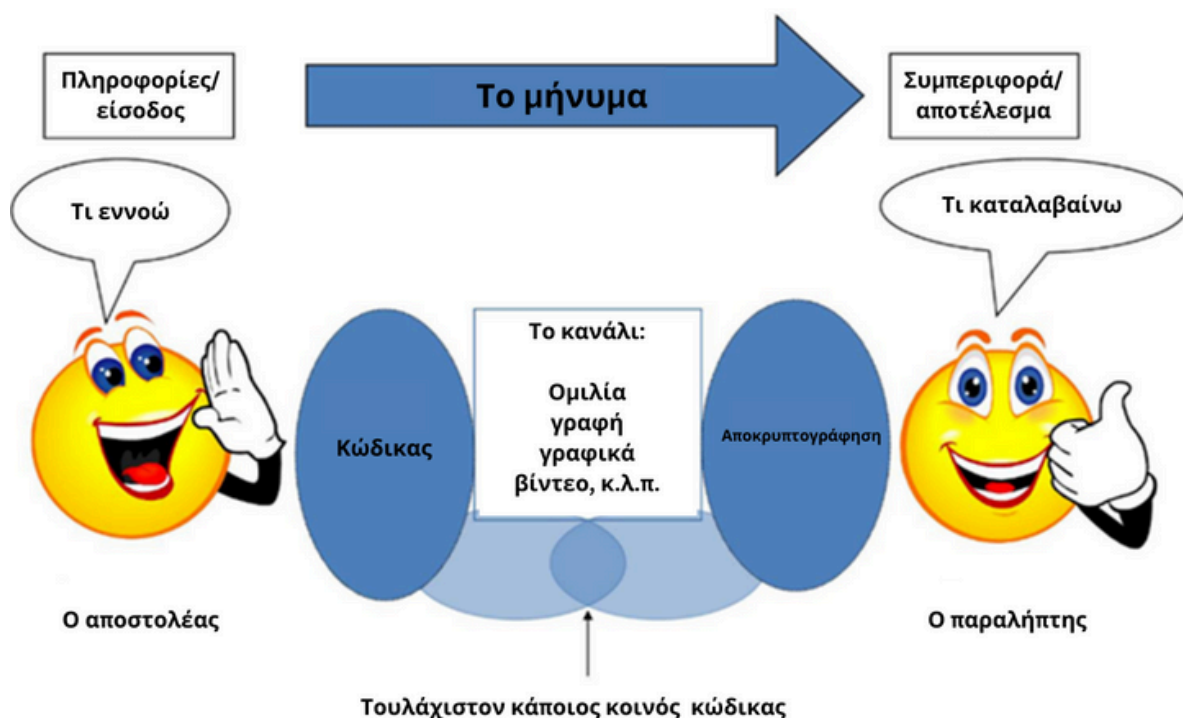 Πληροφορίες/
είσοδος
Το μήνυμα
Συμπεριφορά/
αποτέλεσμα
Τι εννοώ
Τι καταλαβαίνω
Κώδικας
Το κανάλι:
Ομιλία
γραφή
γραφικά
βίντεο, κ.λ.π.
Αποκρυπτογράφηση
Ο αποστολέας
Ο παραλήπτης
Τουλάχιστον κάποιος κοινός κώδικας